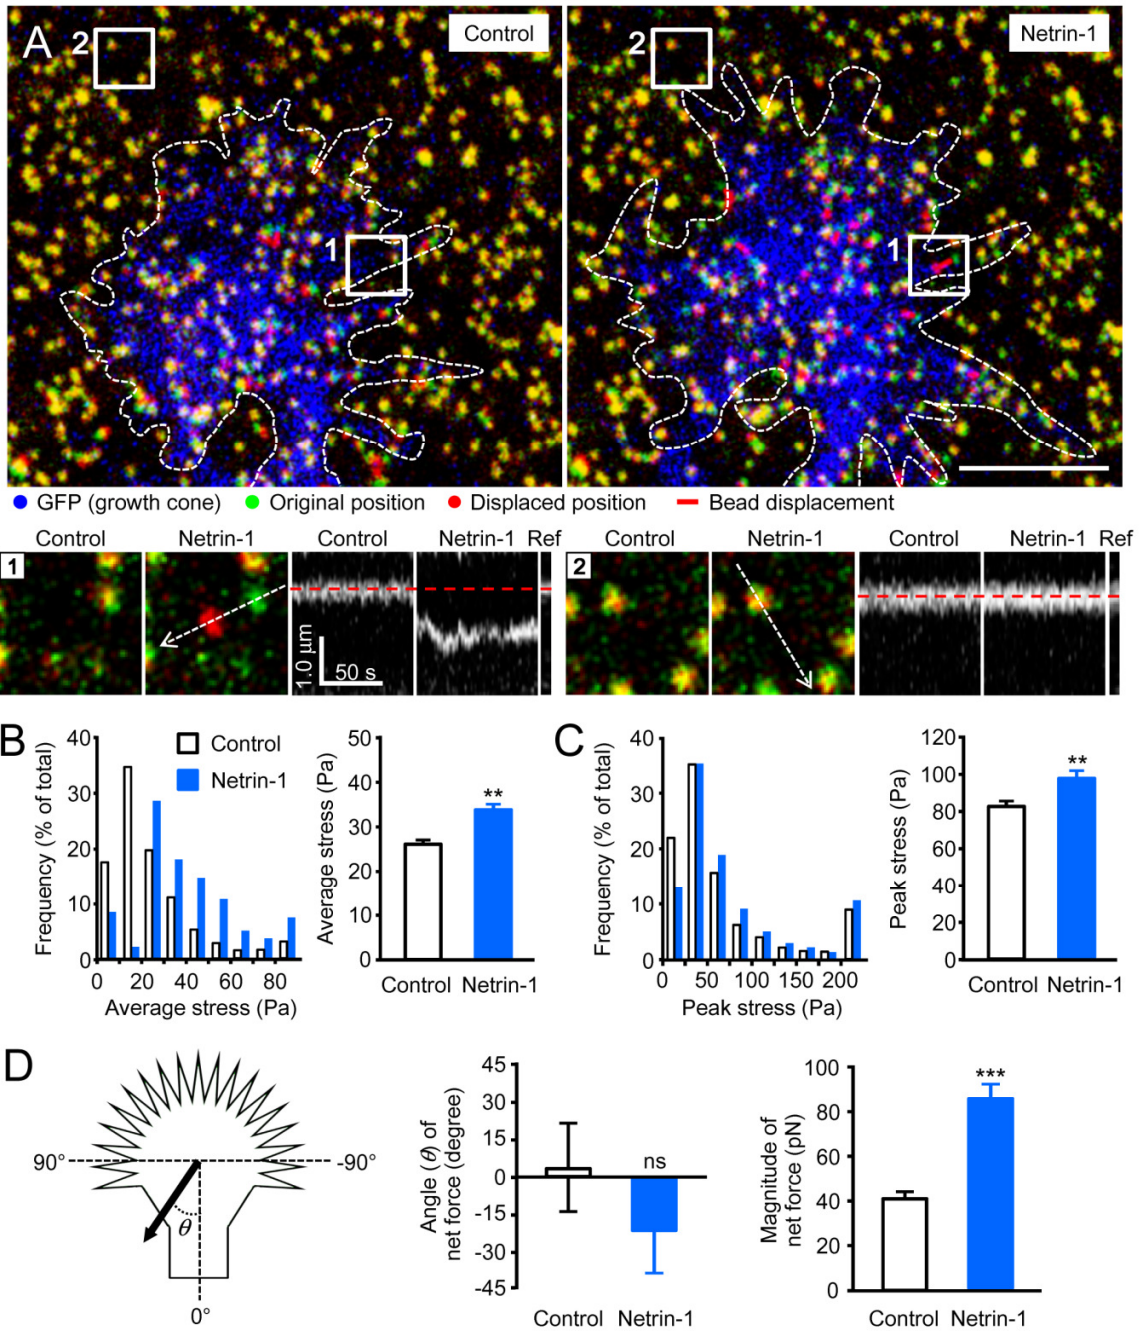 A
2
Control
1
2
Netrin-1
1
GFP (growth cone)
Original position
Displaced position
Bead displacement
Control
Netrin-1
Control
Netrin-1
Ref
1
1.0 μm
50 s
Control
Netrin-1
Control
Netrin-1
Ref
2
B
Frequency (% of total)
40
30
20
10
0
Control
Netrin-1
0
20
40
60
80
Average stress (Pa)
Average stress (Pa)
50
40
30
20
10
0
**
Control
Netrin-1
C
Frequency (% of total)
40
30
20
10
0
0
50
100
150
200
Peak stress (Pa)
Peak stress (Pa)
120
100
80
60
40
20
0
**
Control
Netrin-1
D
90°
-90°
θ
0°
Angle (θ) of
net force (degree)
45
30
15
0
-15
-30
-45
ns
Control
Netrin-1
Magnitude of
net force (pN)
100
80
60
40
20
0
***
Control
Netrin-1